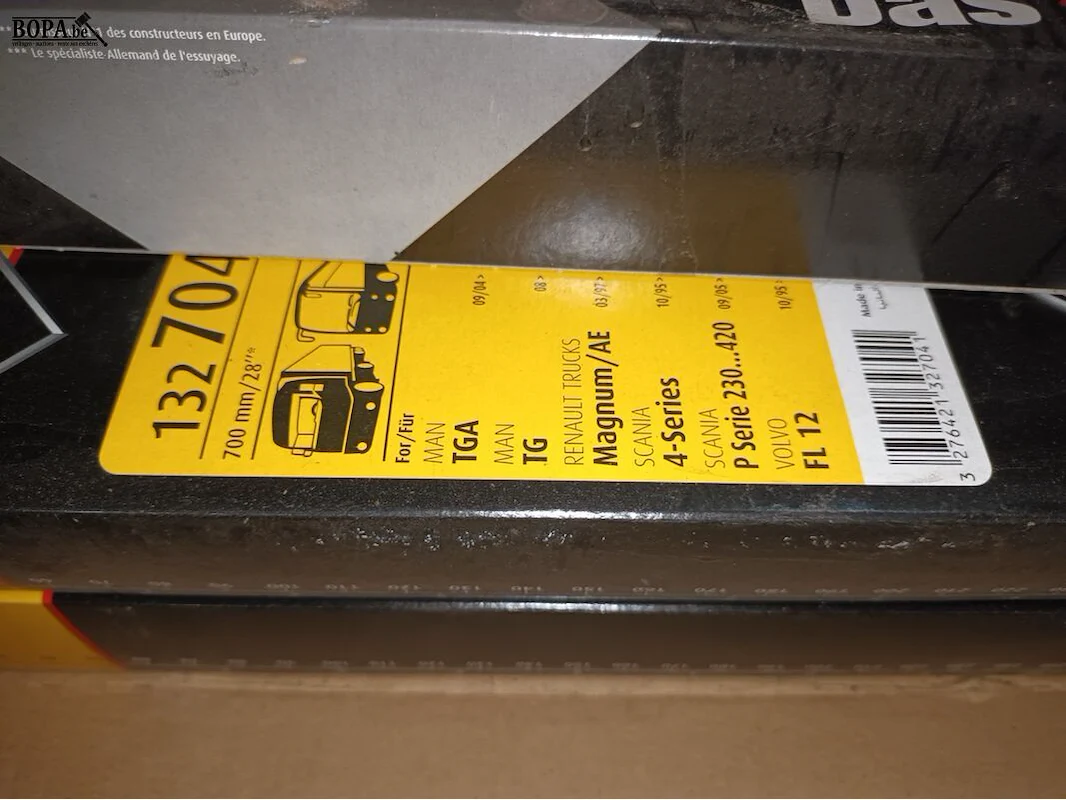 BOPA.be
des constructeurs en Europe.
*** Le spécialiste Allemand de l'essuyage.
132 704
700 mm/28"*
For/Für
MAN
TGA 09/04 >
MAN
TG 08 >
RENAULT TRUCKS
Magnum/AE 03/97 >
SCANIA
4-Series 10/95 >
SCANIA
P Serie 230...420 09/05 >
VOLVO
FL 12 10/95 >
Made in
3 276421 327041